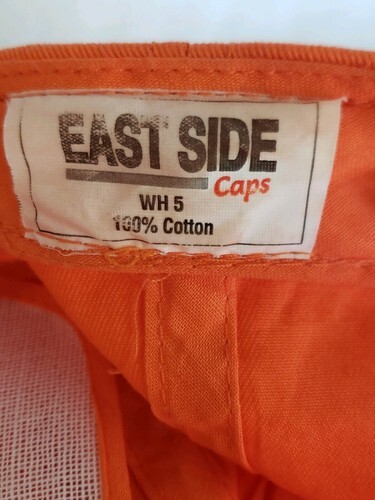 EAST SIDE
Caps
WH 5
100% Cotton